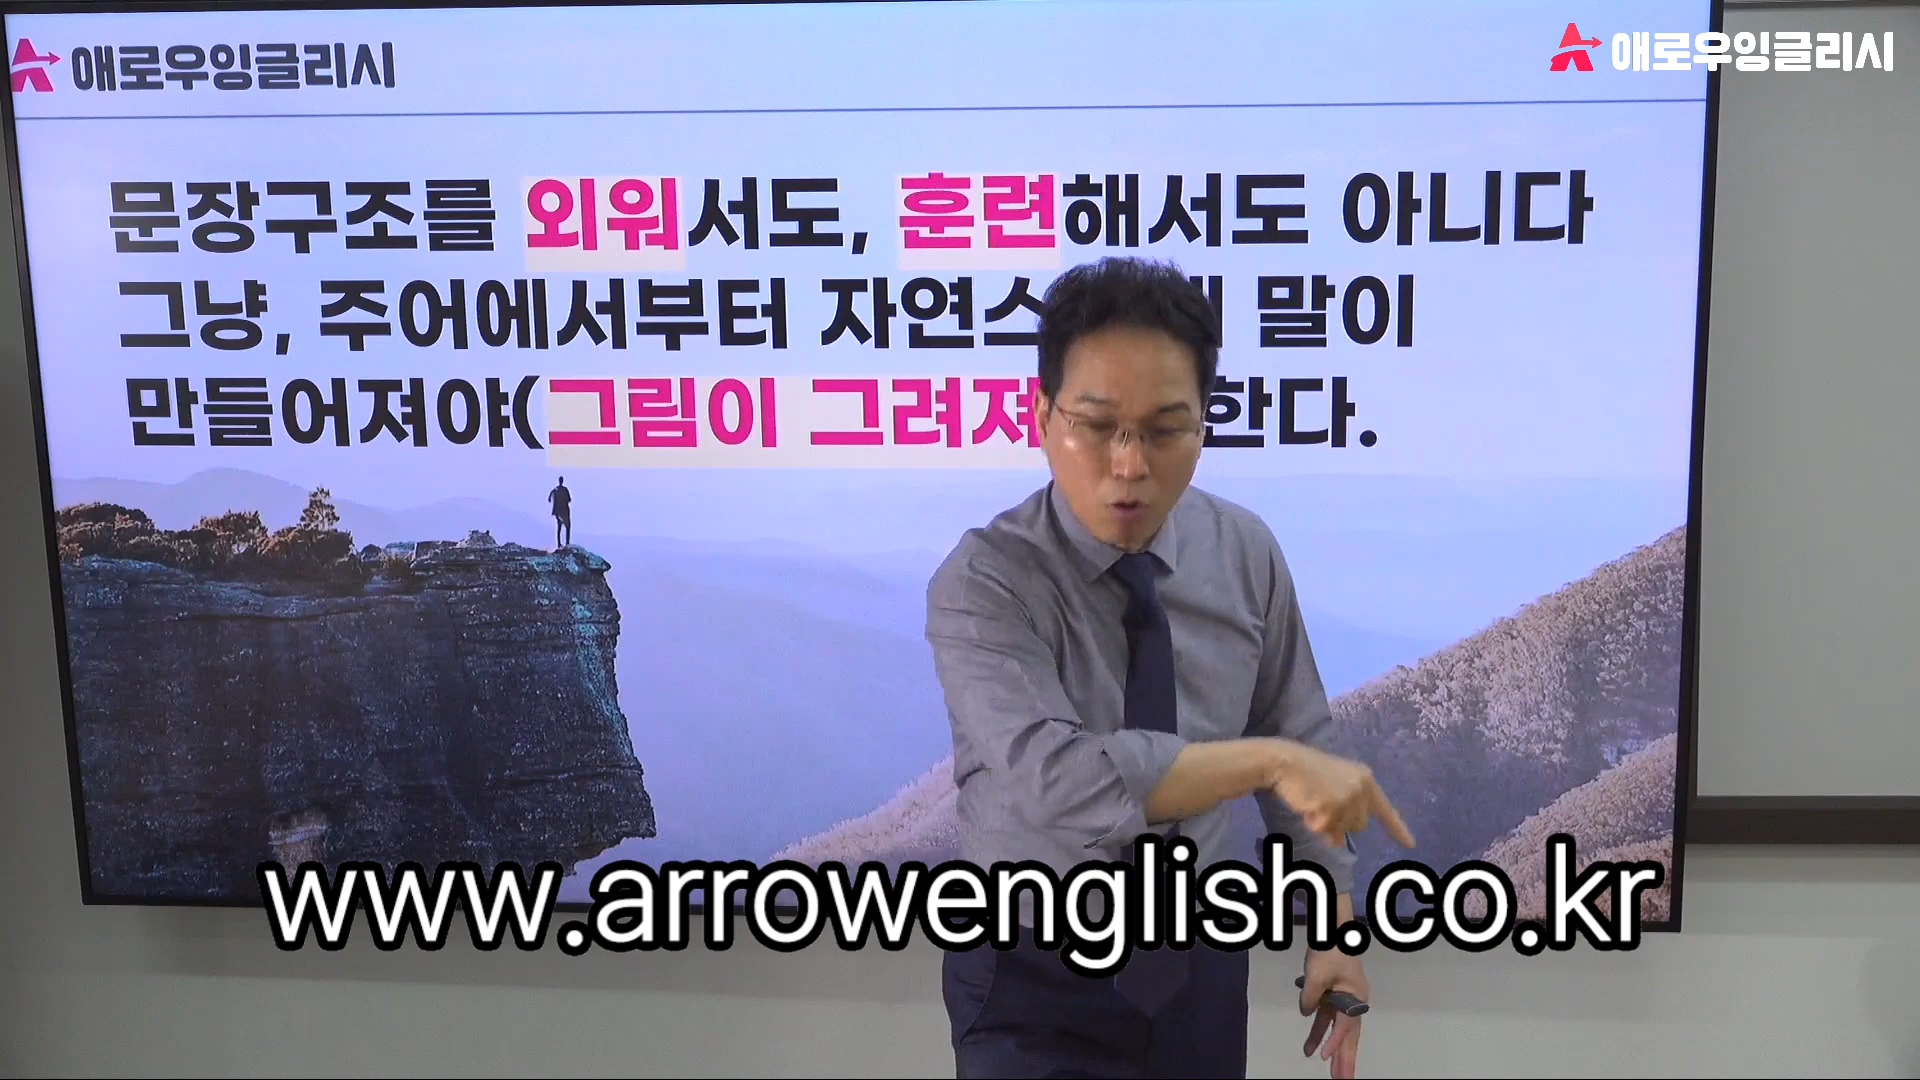 애로우잉글리시
애로우잉글리시
문장구조를 외워서도, 훈련해서도 아니다
그냥, 주어에서부터 말이
만들어져야(그림이 그려져 한다.
www.arrowenglish.co.kr